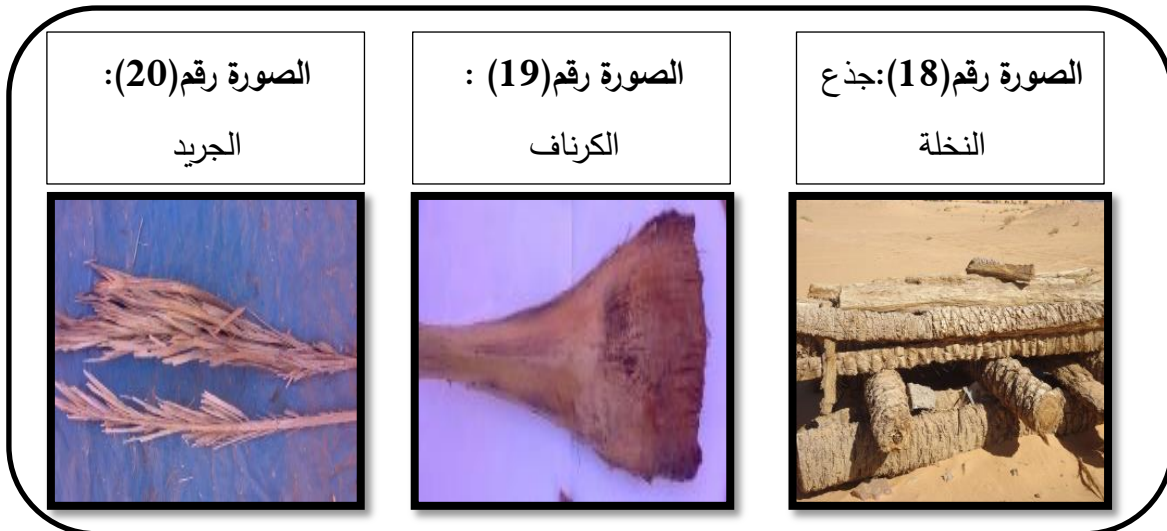 الصورة رقم(18):جذع
النخلة
الصورة رقم(19) :
الكرناف
الصورة رقم(20):
الجريد